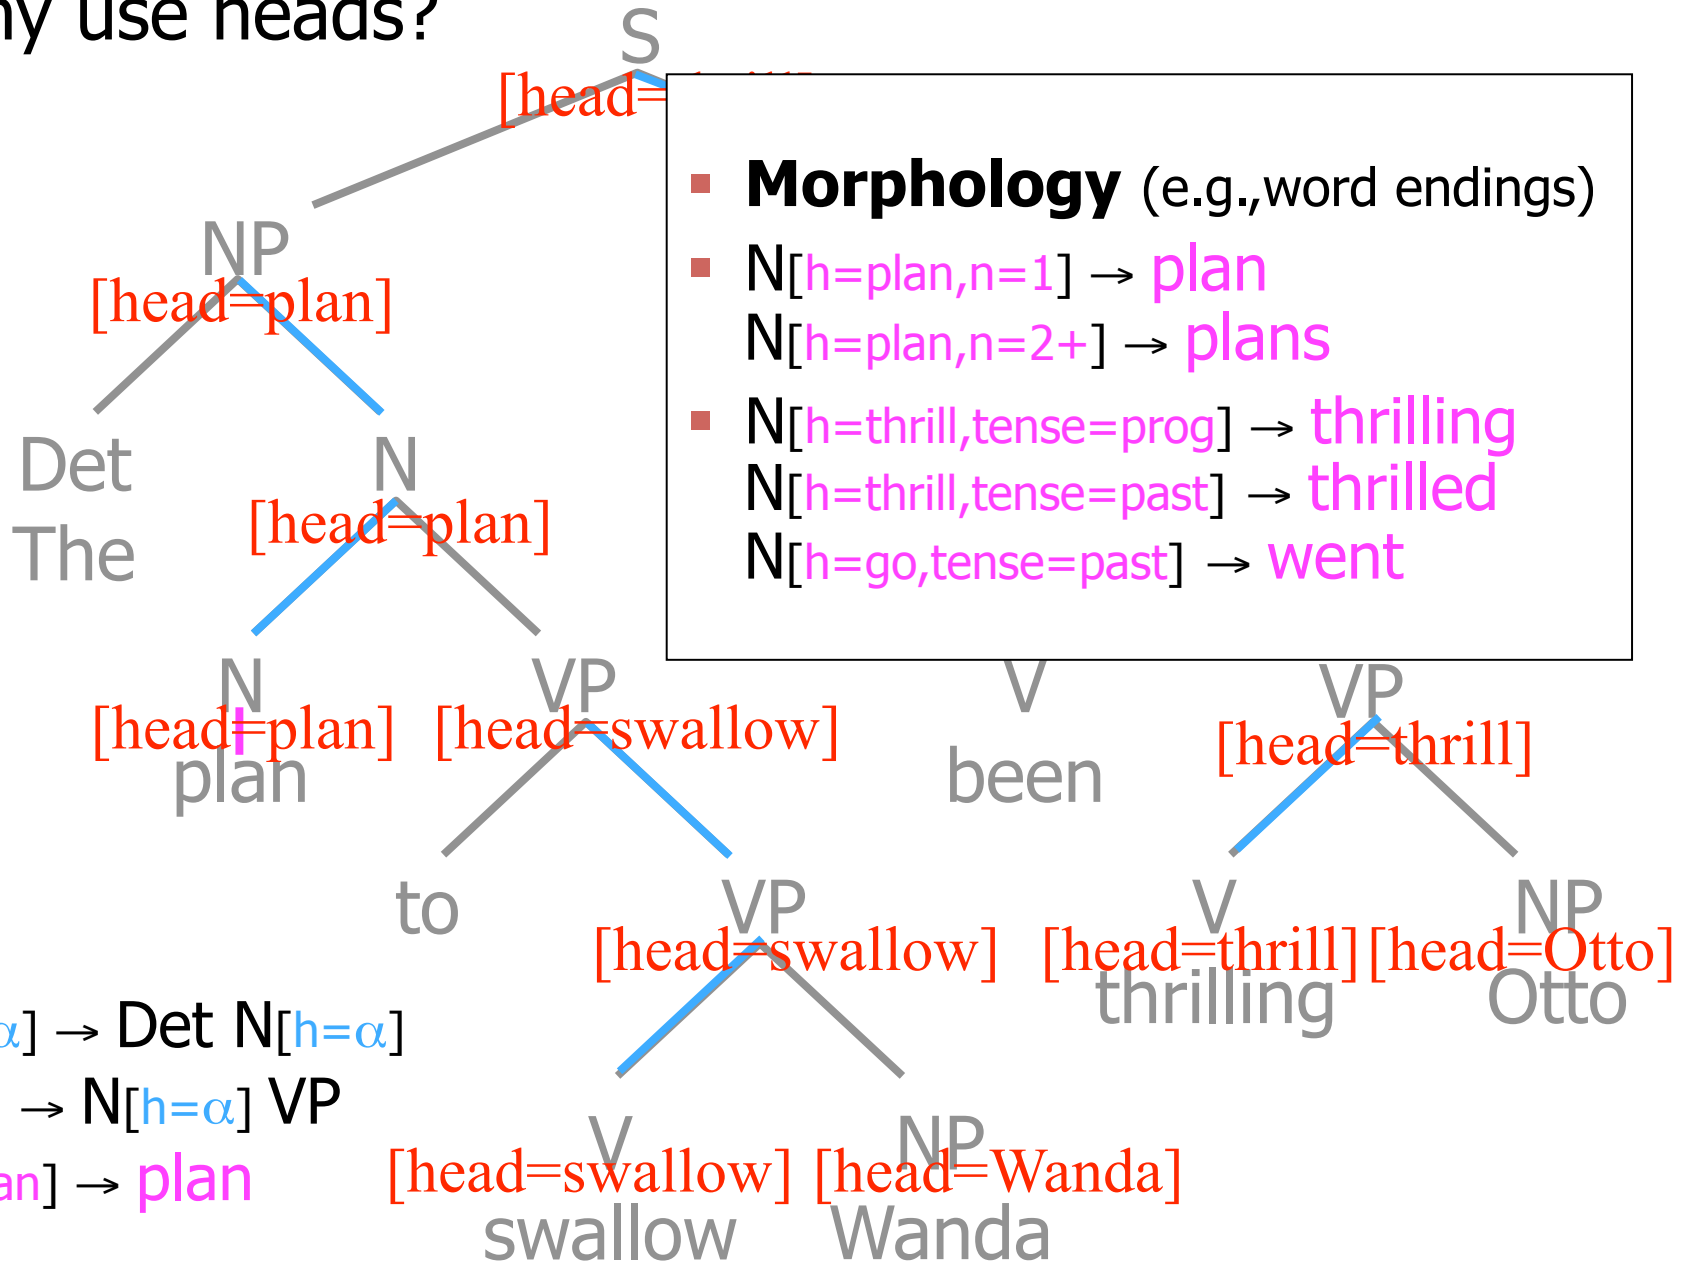 use heads?
S
[head=
Morphology (e.g.,word endings)
N[h=plan,n=1] → plan
N[h=plan,n=2+] → plans
N[h=thrill,tense=prog] → thrilling
N[h=thrill,tense=past] → thrilled
N[h=go,tense=past] → went
NP
[head=plan]
Det
The
N
[head=plan]
N
[head=plan]
plan
VP
[head=swallow]
V
been
VP
[head=thrill]
to
VP
[head=swallow]
V
[head=thrill]
thrilling
NP
[head=Otto]
Otto
α] → Det N[h=α]
→ N[h=α] VP
an] → plan
V
[head=swallow]
swallow
NP
[head=Wanda]
Wanda